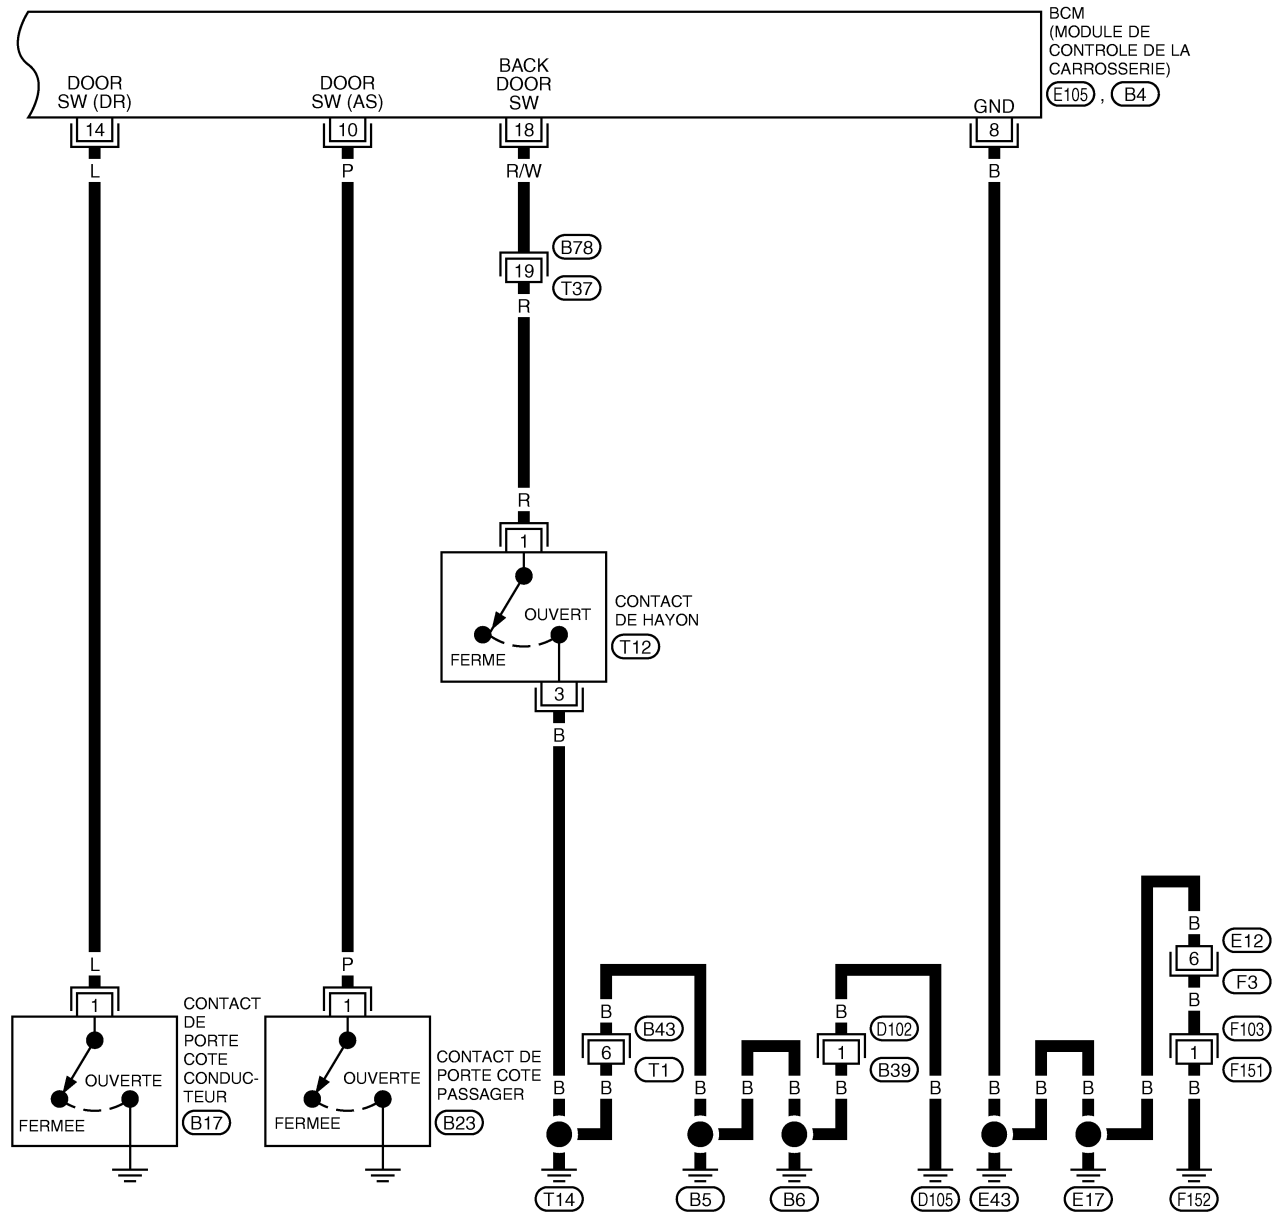 BCM
(MODULE DE
CONTROLE DE LA
CARROSSERIE)
E105 , B4
DOOR
SW (DR)
DOOR
SW (AS)
BACK
DOOR
SW
GND
14
10
18
8
L
P
R/W
B
B78
19
T37
R
R
1
OUVERT
FERME
CONTACT
DE HAYON
T12
3
B
B
E12
6
F3
B
L
P
1
CONTACT
DE
PORTE
COTE
CONDUC-
TEUR
B17
OUVERTE
FERMEE
1
CONTACT DE
PORTE COTE
PASSAGER
B23
OUVERTE
FERMEE
B
B43
6
T1
B
D102
1
B39
F103
1
F151
B
B
B
B
B
B
B
B
B
B
B
B
T14
B5
B6
D105
E43
E17
F152